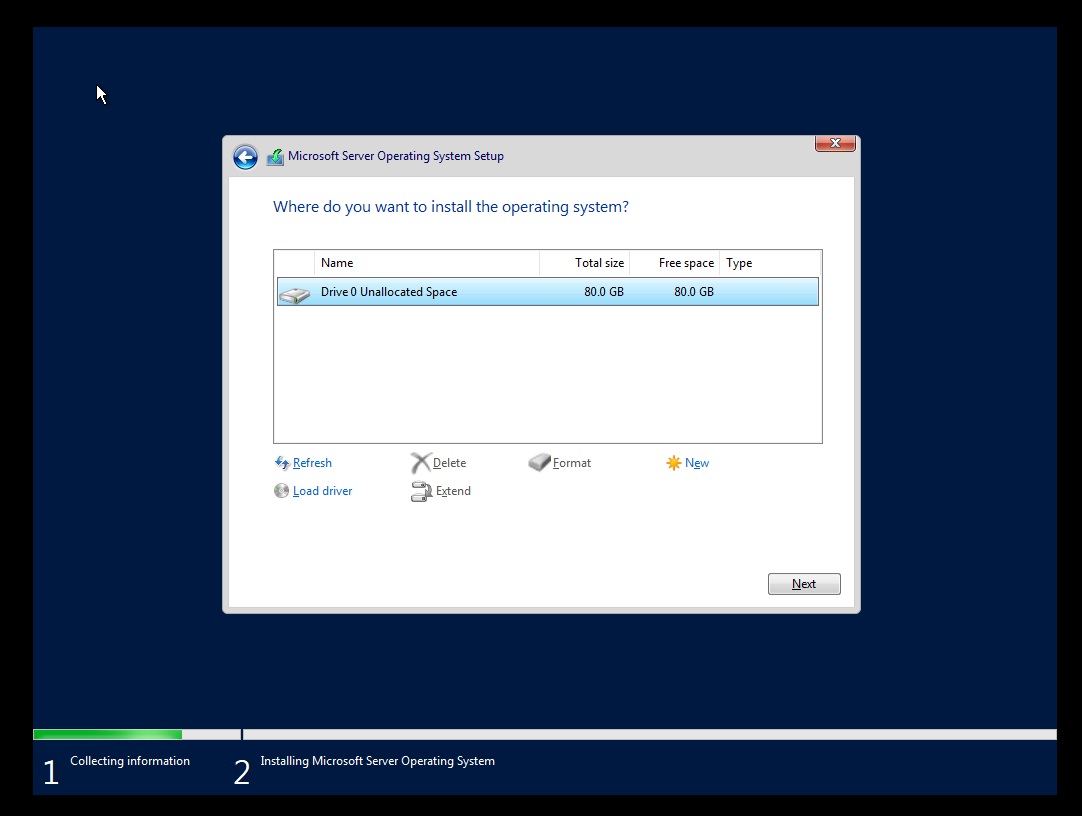 Microsoft Server Operating System Setup
Where do you want to install the operating system?
Name Total size Free space Type
Drive 0 Unallocated Space 80.0 GB 80.0 GB
Refresh Delete Format New
Load driver Extend
Next
1 Collecting information 2 Installing Microsoft Server Operating System